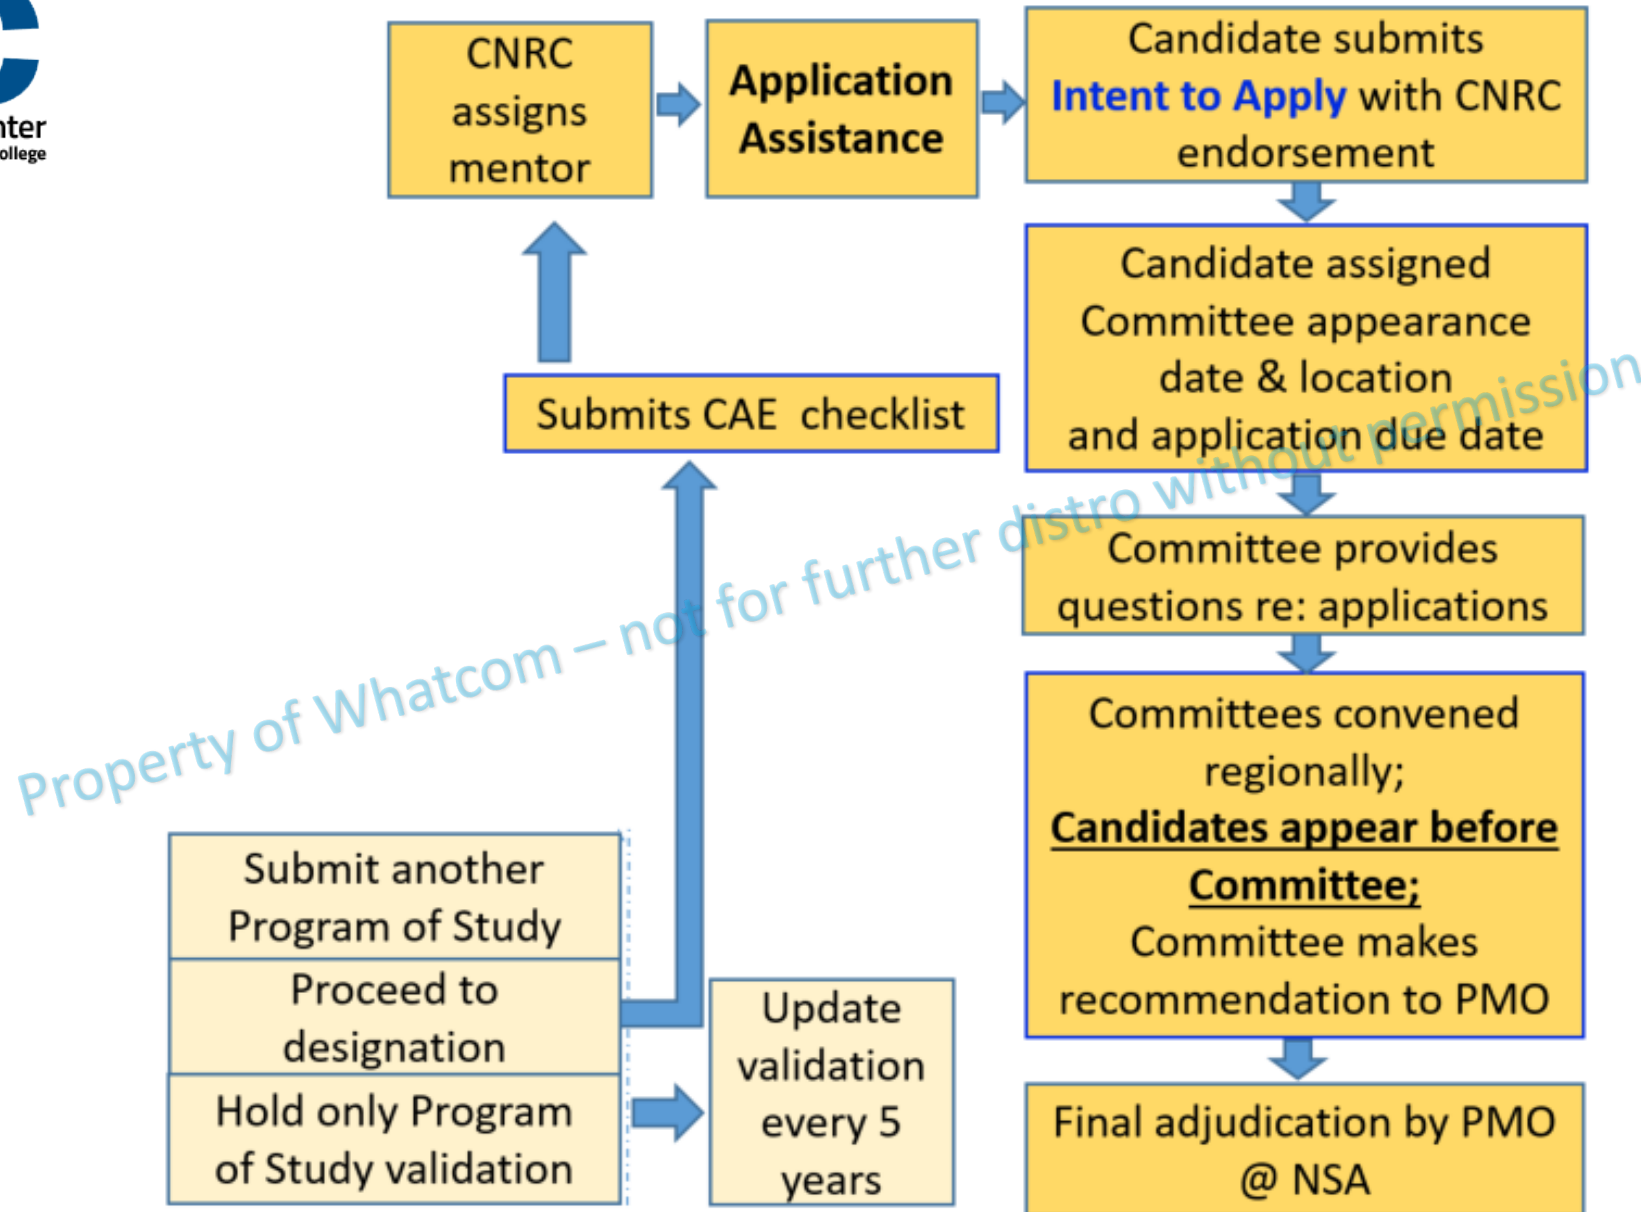 nter
ollege
CNRC
assigns
mentor
Application
Assistance
Candidate submits
Intent to Apply with CNRC
endorsement
Candidate assigned
Committee appearance
date & location
and application due date
Submits CAE checklist
Committee provides
questions re: applications
Committees convened
regionally;
Candidates appear before
Committee;
Committee makes
recommendation to PMO
Final adjudication by PMO
@ NSA
Submit another
Program of Study
Proceed to
designation
Hold only Program
of Study validation
Update
validation
every 5
years
Property of Whatcom – not for further distro without permission